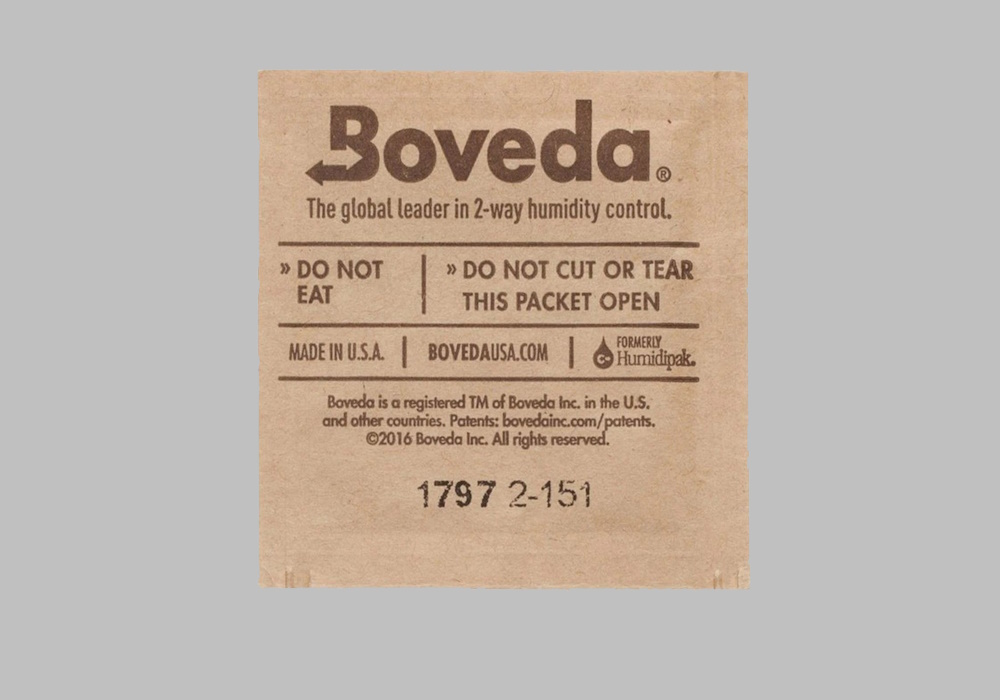 Boveda®
The global leader in 2-way humidity control.
» DO NOT
EAT
» DO NOT CUT OR TEAR
THIS PACKET OPEN
MADE IN U.S.A.
BOVEDAUSA.COM
FORMERLY
Humidipak.
Boveda is a registered TM of Boveda Inc. in the U.S.
and other countries. Patents: bovedainc.com/patents.
©2016 Boveda Inc. All rights reserved.
1797 2-151